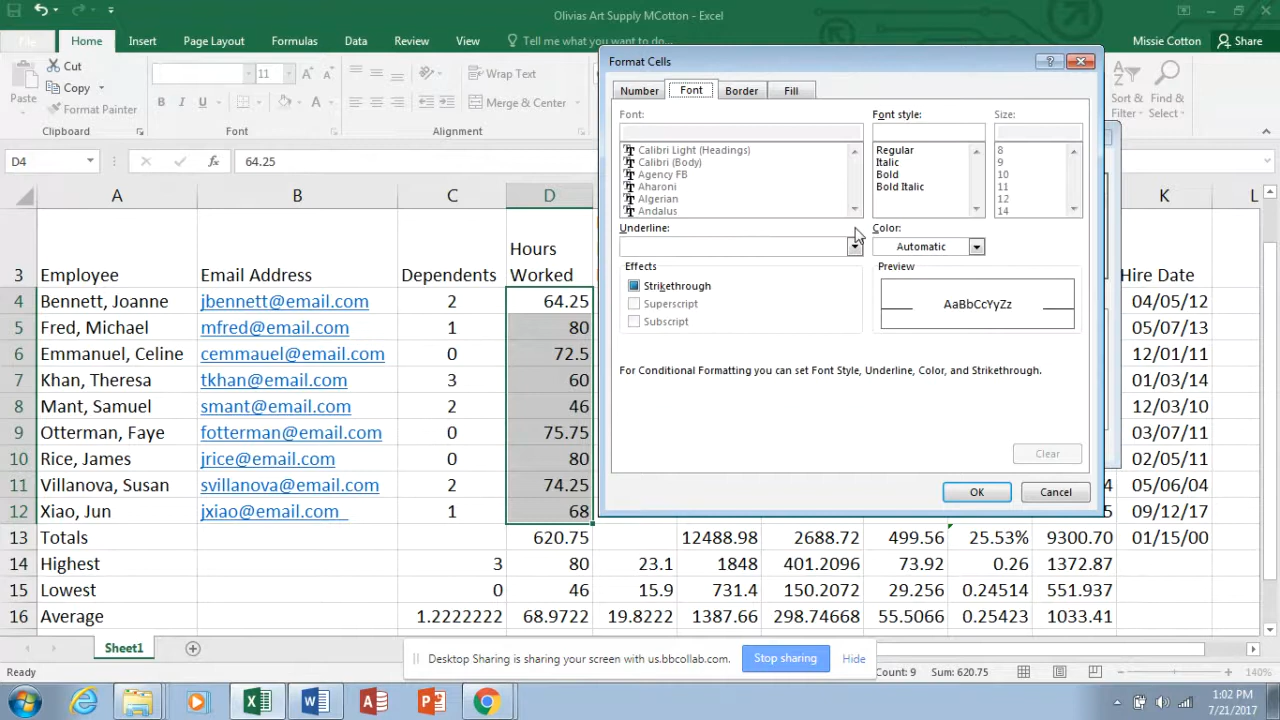 Olivias Art Supply MCotton - Excel
File Home Insert Page Layout Formulas Data Review View Tell me what you want to do... Missie Cotton Share
Paste Cut Copy Format Painter Clipboard
11 B I U Font
Wrap Text Merge & Center Alignment
Sort & Filter Find & Select
D4 fx 64.25
Format Cells
Number Font Border Fill
Font: Font style: Size:
Calibri Light (Headings) Regular 8
Calibri (Body) Italic 9
Agency FB Bold 10
Aharoni Bold Italic 11
Algerian 12
Andalus 14
Underline: Color:
Automatic
Effects Preview
Strikethrough
Superscript AaBbCcYyZz
Subscript
For Conditional Formatting you can set Font Style, Underline, Color, and Strikethrough.
Clear
OK Cancel
A B C D K L
3 Employee Email Address Dependents Hours Worked Hire Date
4 Bennett, Joanne jbennett@email.com 2 64.25 04/05/12
5 Fred, Michael mfred@email.com 1 80 05/07/13
6 Emmanuel, Celine cemmauel@email.com 0 72.5 12/01/11
7 Khan, Theresa tkhan@email.com 3 60 01/03/14
8 Mant, Samuel smant@email.com 2 46 12/03/10
9 Otterman, Faye fotterman@email.com 0 75.75 03/07/11
10 Rice, James jrice@email.com 0 80 02/05/11
11 Villanova, Susan svillanova@email.com 2 74.25 05/06/04
12 Xiao, Jun jxiao@email.com 1 68 09/12/17
13 Totals 620.75 12488.98 2688.72 499.56 25.53% 9300.70 01/15/00
14 Highest 3 80 23.1 1848 401.2096 73.92 0.26 1372.87
15 Lowest 0 46 15.9 731.4 150.2072 29.256 0.24514 551.937
16 Average 1.2222222 68.9722 19.8222 1387.66 298.74668 55.5066 0.25423 1033.41
Sheet1
Desktop Sharing is sharing your screen with us.bbcollab.com. Stop sharing Hide
Ready Count: 9 Sum: 620.75 140%
1:02 PM
7/21/2017